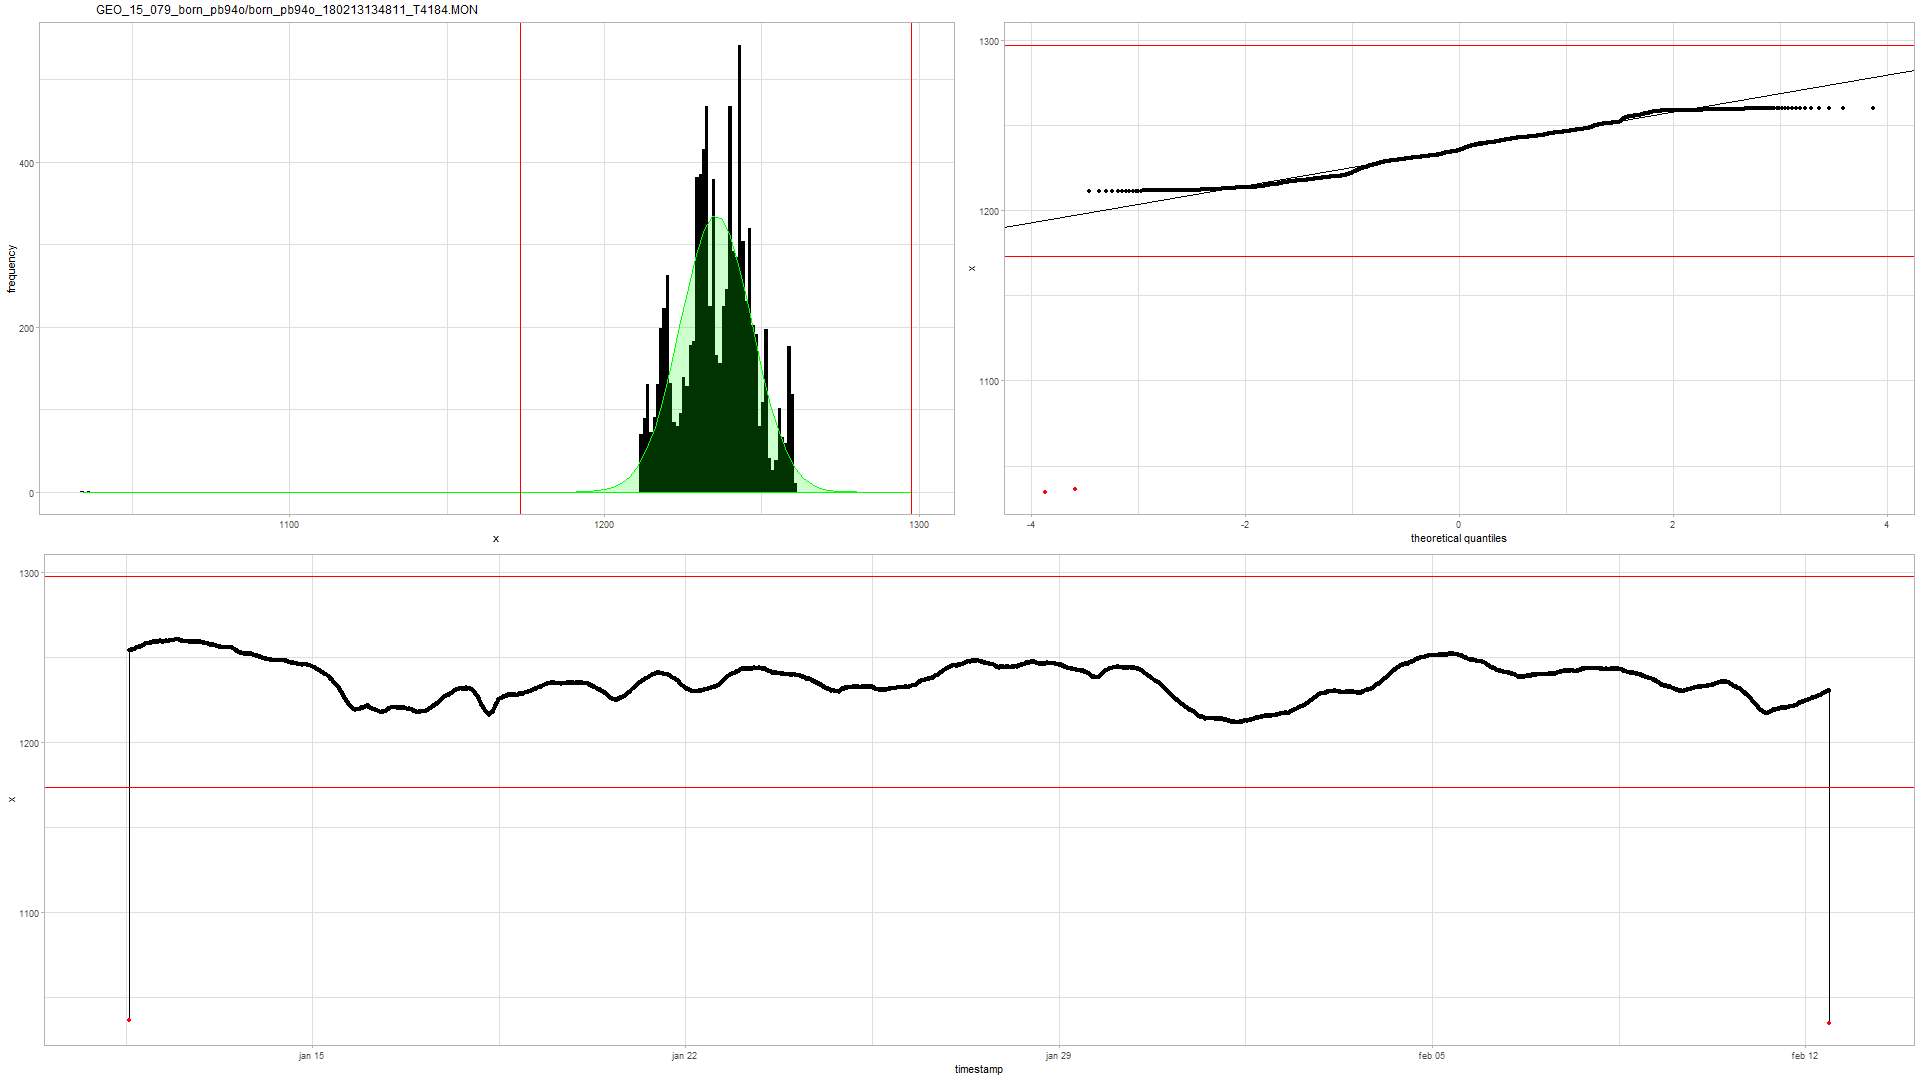 GEO_15_079_born_pb94o/born_pb94o_180213134811_T4184.MON
frequency
400
200
0
1100
1200
1300
x
x
1300
1200
1100
-4
-2
0
2
4
theoretical quantiles
x
1300
1200
1100
jan 15
jan 22
jan 29
feb 05
feb 12
timestamp